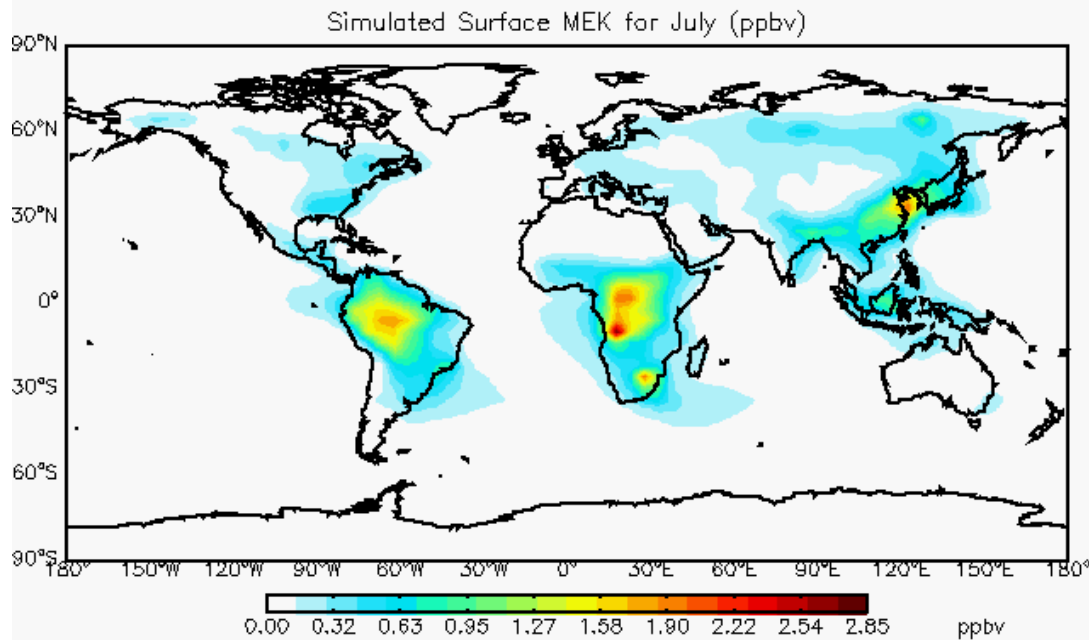 Simulated Surface MEK for July (ppbv)
90°N
60°N
30°N
0°
30°S
60°S
90°S
180° 150°W 120°W 90°W 60°W 30°W 0° 30°E 60°E 90°E 120°E 150°E 180°
0.00 0.32 0.63 0.95 1.27 1.58 1.90 2.22 2.54 2.85 ppbv